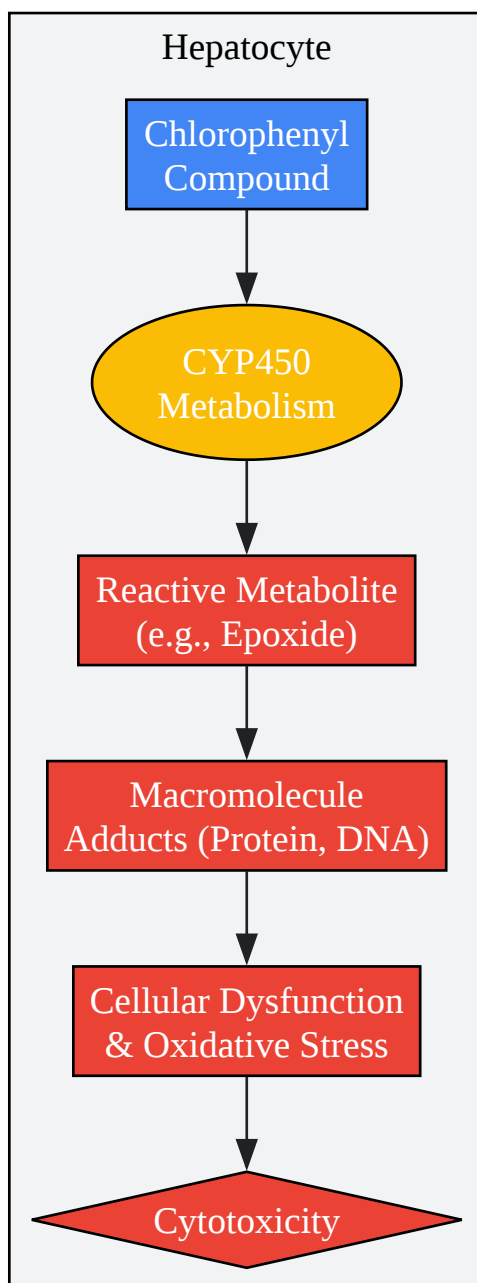 Hepatocyte
Chlorophenyl
Compound
CYP450
Metabolism
Reactive Metabolite
(e.g., Epoxide)
Macromolecule
Adducts (Protein, DNA)
Cellular Dysfunction
& Oxidative Stress
Cytotoxicity